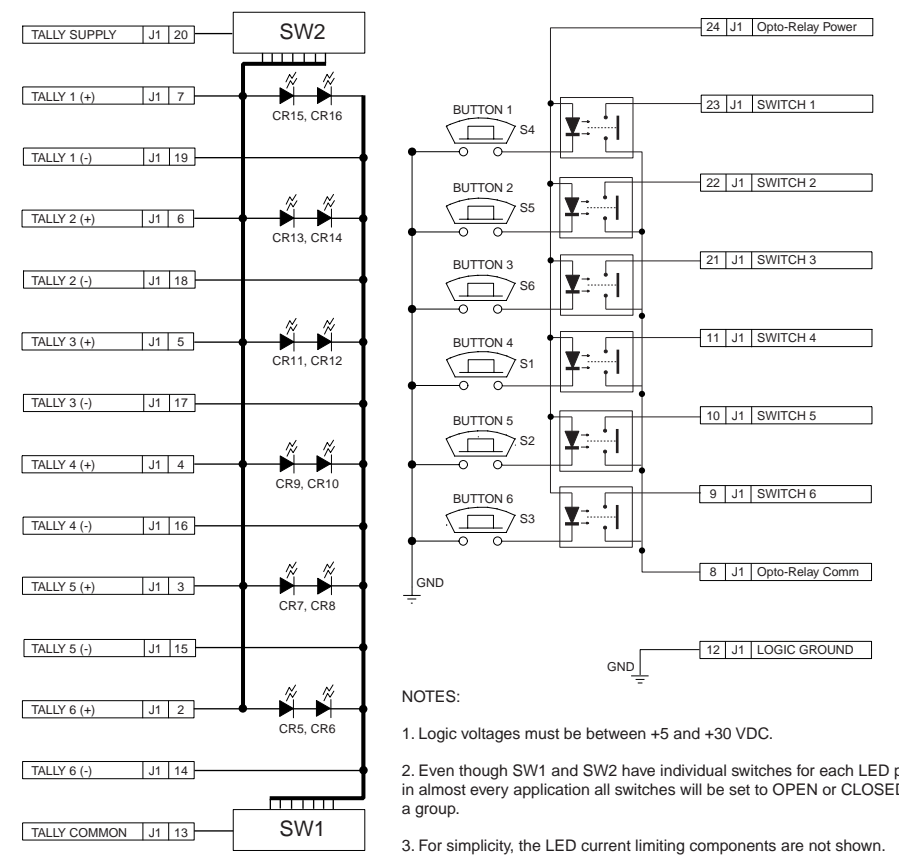 TALLY SUPPLY J1 20
SW2
TALLY 1 (+) J1 7
CR15, CR16
TALLY 1 (-) J1 19
TALLY 2 (+) J1 6
CR13, CR14
TALLY 2 (-) J1 18
TALLY 3 (+) J1 5
CR11, CR12
TALLY 3 (-) J1 17
TALLY 4 (+) J1 4
CR9, CR10
TALLY 4 (-) J1 16
TALLY 5 (+) J1 3
CR7, CR8
TALLY 5 (-) J1 15
TALLY 6 (+) J1 2
CR5, CR6
TALLY 6 (-) J1 14
TALLY COMMON J1 13
SW1
24 J1 Opto-Relay Power
BUTTON 1
S4
23 J1 SWITCH 1
BUTTON 2
S5
22 J1 SWITCH 2
BUTTON 3
S6
21 J1 SWITCH 3
BUTTON 4
S1
11 J1 SWITCH 4
BUTTON 5
S2
10 J1 SWITCH 5
BUTTON 6
S3
9 J1 SWITCH 6
GND
8 J1 Opto-Relay Comm
GND
12 J1 LOGIC GROUND
NOTES:
1. Logic voltages must be between +5 and +30 VDC.
2. Even though SW1 and SW2 have individual switches for each LED p
in almost every application all switches will be set to OPEN or CLOSED
a group.
3. For simplicity, the LED current limiting components are not shown.